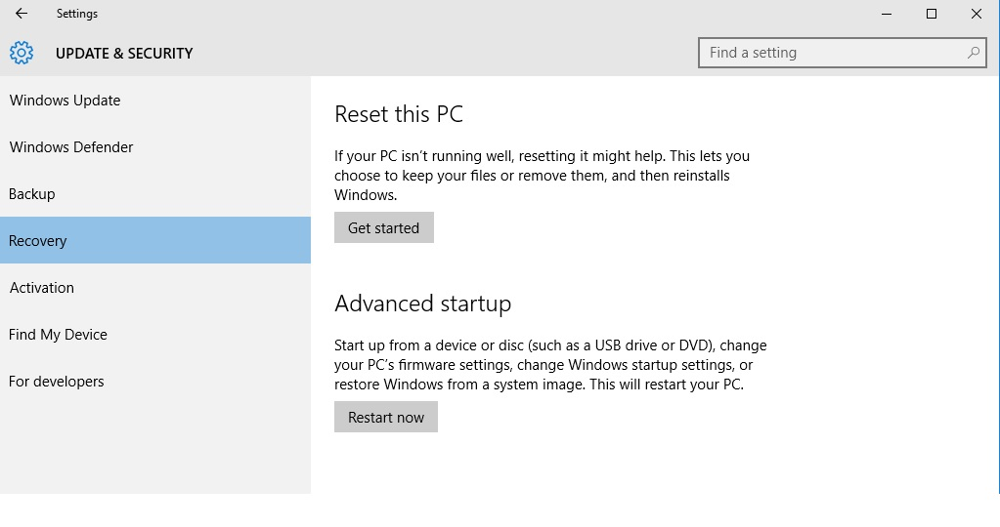 Settings
UPDATE & SECURITY
Find a setting
Windows Update
Windows Defender
Backup
Recovery
Activation
Find My Device
For developers
Reset this PC
If your PC isn't running well, resetting it might help. This lets you
choose to keep your files or remove them, and then reinstalls
Windows.
Get started
Advanced startup
Start up from a device or disc (such as a USB drive or DVD), change
your PC's firmware settings, change Windows startup settings, or
restore Windows from a system image. This will restart your PC.
Restart now